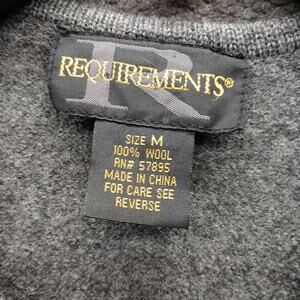 R
REQUIREMENTS®
SIZE M
100% WOOL
RN# 57895
MADE IN CHINA
FOR CARE SEE
REVERSE